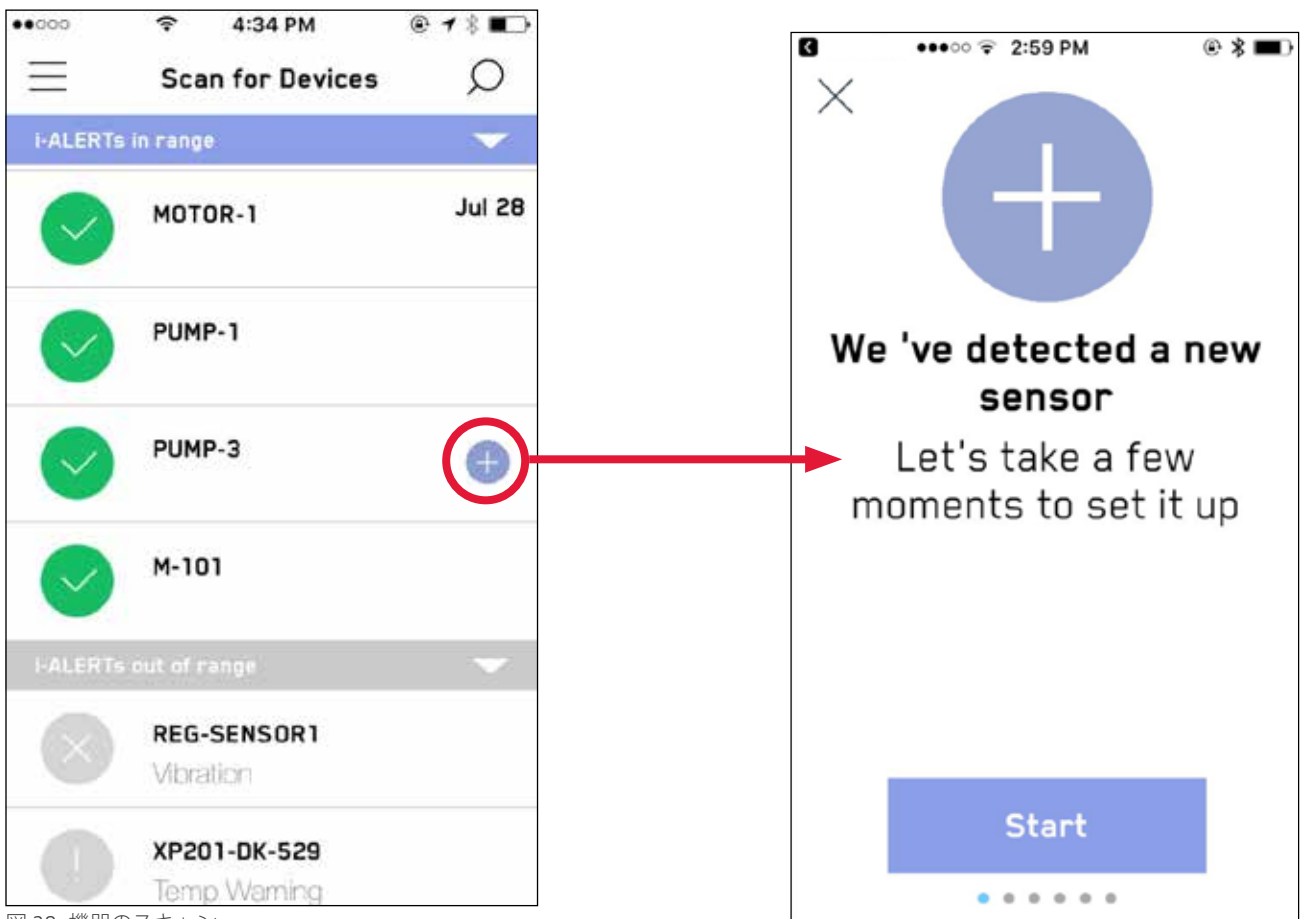 4:34 PM
Scan for Devices
i-ALERTs in range
MOTOR-1 Jul 28
PUMP-1
PUMP-3
M-101
i-ALERTs out of range
REG-SENSOR1
Vibration
XP201-DK-529
Temp Warning
2:59 PM
We 've detected a new
sensor
Let's take a few
moments to set it up
Start